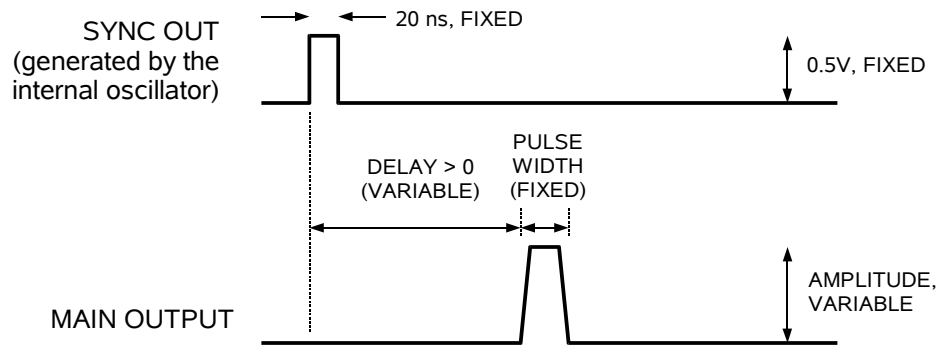 20 ns, FIXED
SYNC OUT
(generated by the
internal oscillator)
0.5V, FIXED
PULSE
WIDTH
(FIXED)
DELAY > 0
(VARIABLE)
AMPLITUDE,
VARIABLE
MAIN OUTPUT